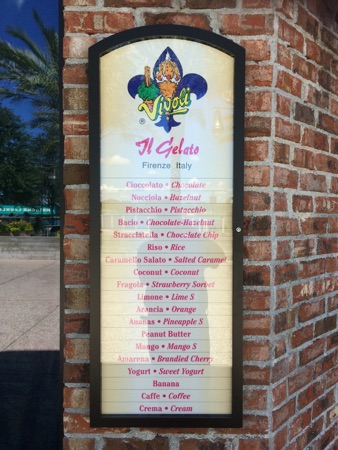 Vivoli
®
Il Gelato
Firenze Italy
Cioccolato • Chocolate
Nocciola • Hazelnut
Pistacchio • Pistacchio
Bacio • Chocolate-Hazelnut
Stracciatella • Chocolate Chip
Riso • Rice
Caramello Salato • Salted Caramel
Coconut • Coconut
Fragola • Strawberry Sorbet
Limone • Lime S
Arancia • Orange
Ananas • Pineapple S
Peanut Butter
Mango • Mango S
Amarena • Brandied Cherry
Yogurt • Sweet Yogurt
Banana
Caffe • Coffee
Crema • Cream